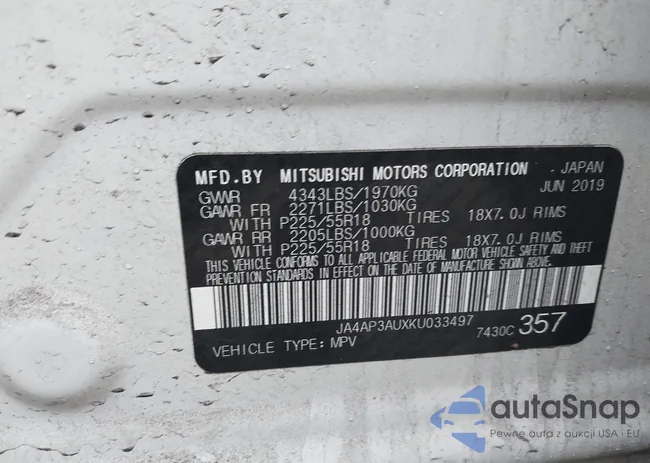 MFD.BY MITSUBISHI MOTORS CORPORATION JAPAN
GVWR 4343LBS/1970KG JUN 2019
GAWR FR 2271LBS/1030KG
WITH P225/55R18 TIRES 18X7.0J RIMS
GAWR RR 2205LBS/1000KG
WITH P225/55R18 TIRES 18X7.0J RIMS
THIS VEHICLE CONFORMS TO ALL APPLICABLE FEDERAL MOTOR VEHICLE SAFETY AND THEFT
PREVENTION STANDARDS IN EFFECT ON THE DATE OF MANUFACTURE SHOWN ABOVE.
JA4AP3AUXKU033497
VEHICLE TYPE: MPV 7430C 357
autaSnap
Pewne auta z aukcji USA i EU